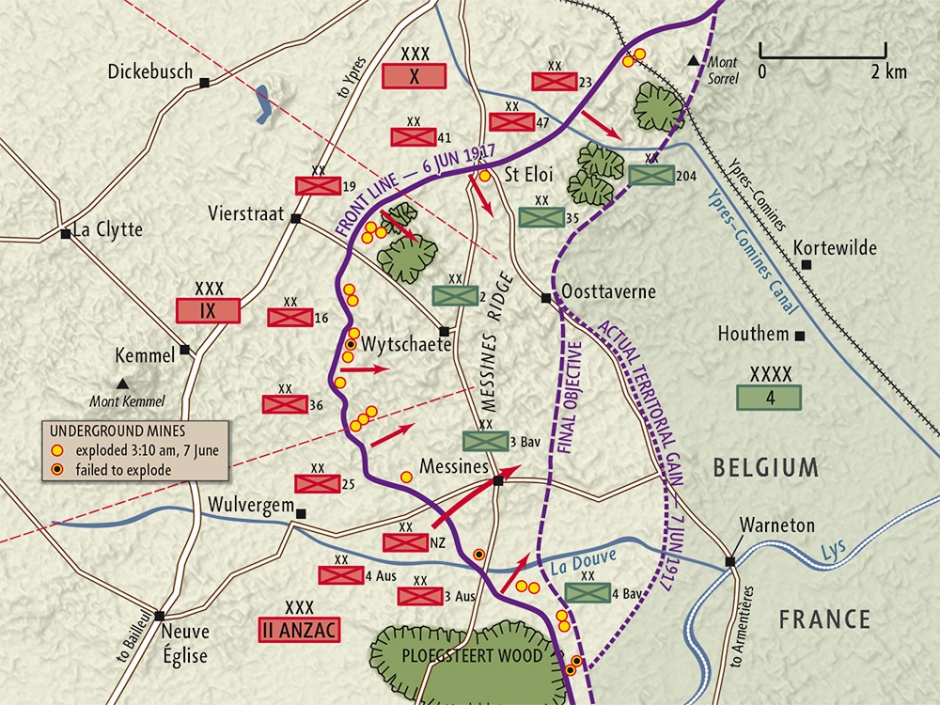 Dickebusch
to Ypres
XXX
X
XX
23
Mont
Sorrel
0
2 km
XX
41
XX
47
FRONT LINE — 6 JUN 1917
XX
19
St Eloi
XX
204
Vierstraat
XX
35
Ypres–Comines
Ypres–Comines Canal
La Clytte
Kortewilde
XXX
IX
XX
16
XX
2
MESSINES RIDGE
Oosttaverne
Kemmel
Wytschaete
Houthem
Mont Kemmel
XX
36
FINAL OBJECTIVE
ACTUAL TERRITORIAL GAIN — 7 JUN 1917
XXXX
4
UNDERGROUND MINES
exploded 3:10 am, 7 June
failed to explode
XX
3 Bav
BELGIUM
XX
25
Messines
Wulvergem
XX
NZ
Warneton
La Douve
Lys
XX
4 Aus
XX
3 Aus
XX
4 Bav
XXX
II ANZAC
FRANCE
to Bailleul
Neuve
Église
PLOEGSTEERT WOOD
to Armentières